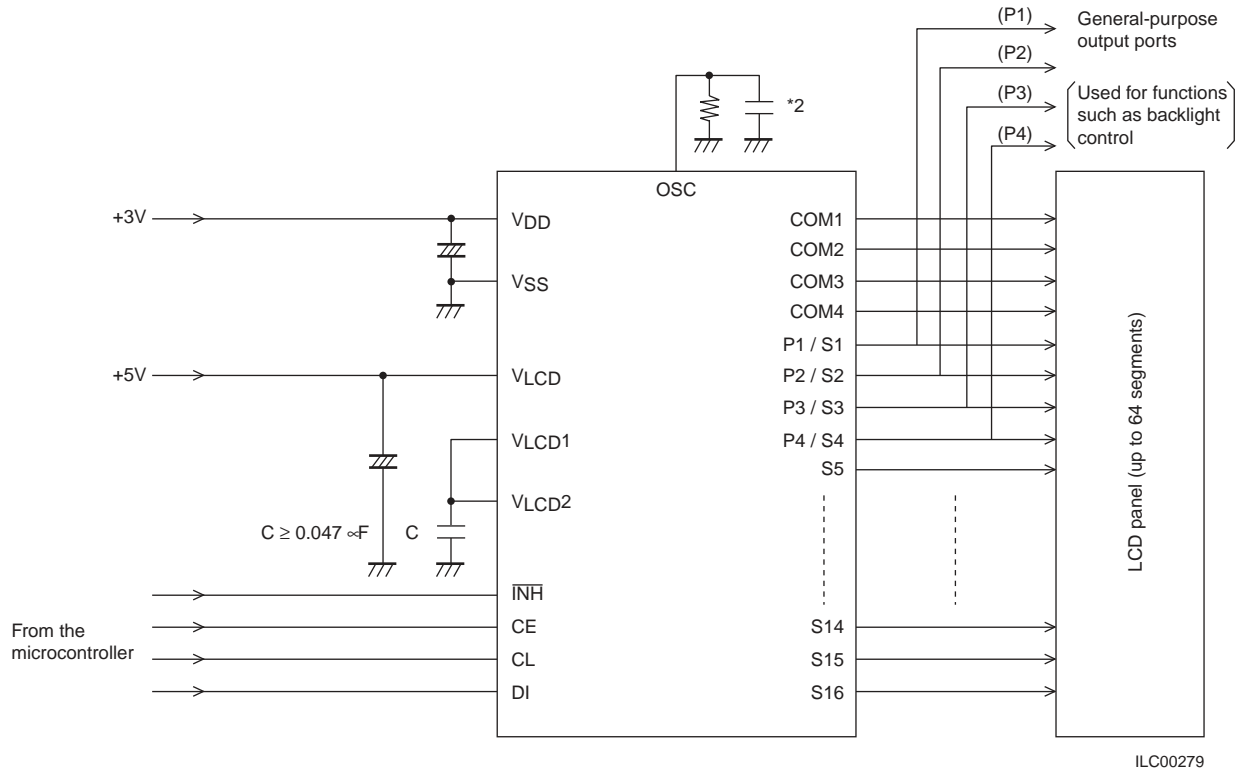 (P1)
General-purpose
output ports
(P2)
(P3)
Used for functions
such as backlight
control
(P4)
*2
OSC
+3V
VDD
VSS
+5V
VLCD
VLCD1
VLCD2
C ≥ 0.047 ∝F
C
INH
From the
microcontroller
CE
CL
DI
COM1
COM2
COM3
COM4
P1 / S1
P2 / S2
P3 / S3
P4 / S4
S5
S14
S15
S16
LCD panel (up to 64 segments)
ILC00279